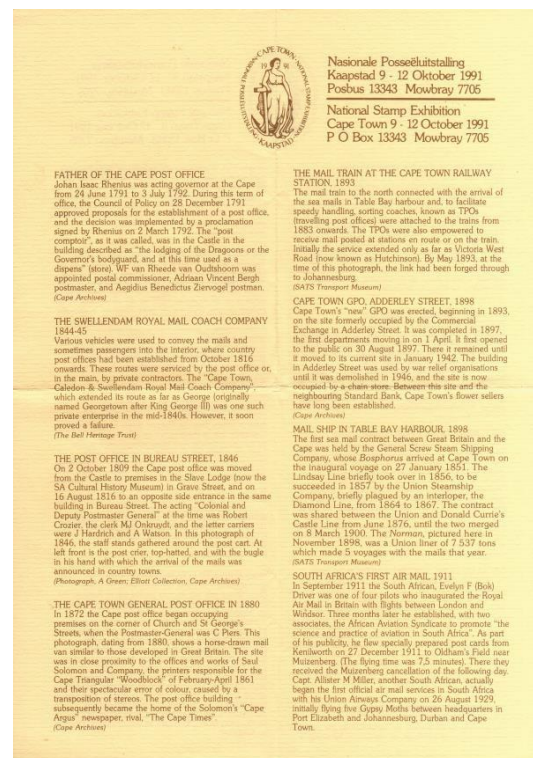 CAPE TOWN · NATIONAL STAMP EXHIBITION
19 91
KAAPSTAD
Nasionale Posseëluitstalling
Kaapstad 9 - 12 Oktober 1991
Posbus 13343 Mowbray 7705
National Stamp Exhibition
Cape Town 9 - 12 October 1991
P O Box 13343 Mowbray 7705
FATHER OF THE CAPE POST OFFICE
Johan Isaac Rhenius was acting governor at the Cape
from 24 June 1791 to 3 July 1792. During this term of
office, the Council of Policy on 28 December 1791
approved proposals for the establishment of a post office,
and the decision was implemented by a proclamation
signed by Rhenius on 2 March 1792. The "post
comptoir", as it was called, was in the Castle in the
building described as "the lodging of the Dragoons or the
Governor's bodyguard, and at this time used as a
dispens" (store). WF van Rheede van Oudtshoorn was
appointed postal commissioner, Adriaan Vincent Bergh
postmaster, and Aegidius Benedictus Ziervogel postman.
(Cape Archives)
THE SWELLENDAM ROYAL MAIL COACH COMPANY
1844-45
Various vehicles were used to convey the mails and
sometimes passengers into the interior, where country
post offices had been established from October 1816
onwards. These routes were serviced by the post office or,
in the main, by private contractors. The "Cape Town,
Caledon & Swellendam Royal Mail Coach Company",
which extended its route as far as George (originally
named Georgetown after King George III) was one such
private enterprise in the mid-1840s. However, it soon
proved a failure.
(The Bell Heritage Trust)
THE POST OFFICE IN BUREAU STREET, 1846
On 2 October 1809 the Cape post office was moved
from the Castle to premises in the Slave Lodge (now the
SA Cultural History Museum) in Grave Street, and on
16 August 1816 to an opposite side entrance in the same
building in Bureau Street. The acting "Colonial and
Deputy Postmaster General" at the time was Robert
Crozier, the clerk MJ Onkruydt, and the letter carriers
were J Hardrich and A Watson. In this photograph of
1846, the staff stands gathered around the post cart. At
left front is the post crier, top-hatted, and with the bugle
in his hand with which the arrival of the mails was
announced in country towns.
(Photograph, A Green; Elliott Collection, Cape Archives)
THE CAPE TOWN GENERAL POST OFFICE IN 1880
In 1872 the Cape post office began occupying
premises on the corner of Church and St George's
Streets, when the Postmaster-General was C Piers. This
photograph, dating from 1880, shows a horse-drawn mail
van similar to those developed in Great Britain. The site
was in close proximity to the offices and works of Saul
Solomon and Company, the printers responsible for the
Cape Triangular "Woodblock" of February-April 1861
and their spectacular error of colour, caused by a
transposition of stereos. The post office building
subsequently became the home of the Solomon's "Cape
Argus" newspaper, rival, "The Cape Times".
(Cape Archives)
THE MAIL TRAIN AT THE CAPE TOWN RAILWAY
STATION, 1893
The mail train to the north connected with the arrival of
the sea mails in Table Bay harbour and, to facilitate
speedy handling, sorting coaches, known as TPOs
(travelling post offices) were attached to the trains from
1883 onwards. The TPOs were also empowered to
receive mail posted at stations en route or on the train.
Initially the service extended only as far as Victoria West
Road (now known as Hutchinson). By May 1893, at the
time of this photograph, the link had been forged through
to Johannesburg.
(SATS Transport Museum)
CAPE TOWN GPO, ADDERLEY STREET, 1898
Cape Town's "new" GPO was erected, beginning in 1893,
on the site formerly occupied by the Commercial
Exchange in Adderley Street. It was completed in 1897,
the first departments moving in on 1 April. It first opened
to the public on 30 August 1897. There it remained until
it moved to its current site in January 1942. The building
in Adderley Street was used by war relief organisations
until it was demolished in 1946, and the site is now
occupied by a chain store. Between this site and the
neighbouring Standard Bank, Cape Town's flower sellers
have long been established.
(Cape Archives)
MAIL SHIP IN TABLE BAY HARBOUR, 1898
The first sea mail contract between Great Britain and the
Cape was held by the General Screw Steam Shipping
Company, whose Bosphorus arrived at Cape Town on
the inaugural voyage on 27 January 1851. The
Lindsay Line briefly took over in 1856, to be
succeeded in 1857 by the Union Steamship
Company, briefly plagued by an interloper, the
Diamond Line, from 1864 to 1867. The contract
was shared between the Union and Donald Currie's
Castle Line from June 1876, until the two merged
on 8 March 1900. The Norman, pictured here in
November 1898, was a Union liner of 7 537 tons
which made 5 voyages with the mails that year.
(SATS Transport Museum)
SOUTH AFRICA'S FIRST AIR MAIL 1911
In September 1911 the South African, Evelyn F (Bok)
Driver was one of four pilots who inaugurated the Royal
Air Mail in Britain with flights between London and
Windsor. Three months later he established, with two
associates, the African Aviation Syndicate to promote "the
science and practice of aviation in South Africa". As part
of his publicity, he flew specially prepared post cards from
Kenilworth on 27 December 1911 to Oldham's Field near
Muizenberg. (The flying time was 7,5 minutes). There they
received the Muizenberg cancellation of the following day.
Capt. Allister M Miller, another South African, actually
began the first official air mail services in South Africa
with his Union Airways Company on 26 August 1929,
initially flying five Gypsy Moths between headquarters in
Port Elizabeth and Johannesburg, Durban and Cape
Town.